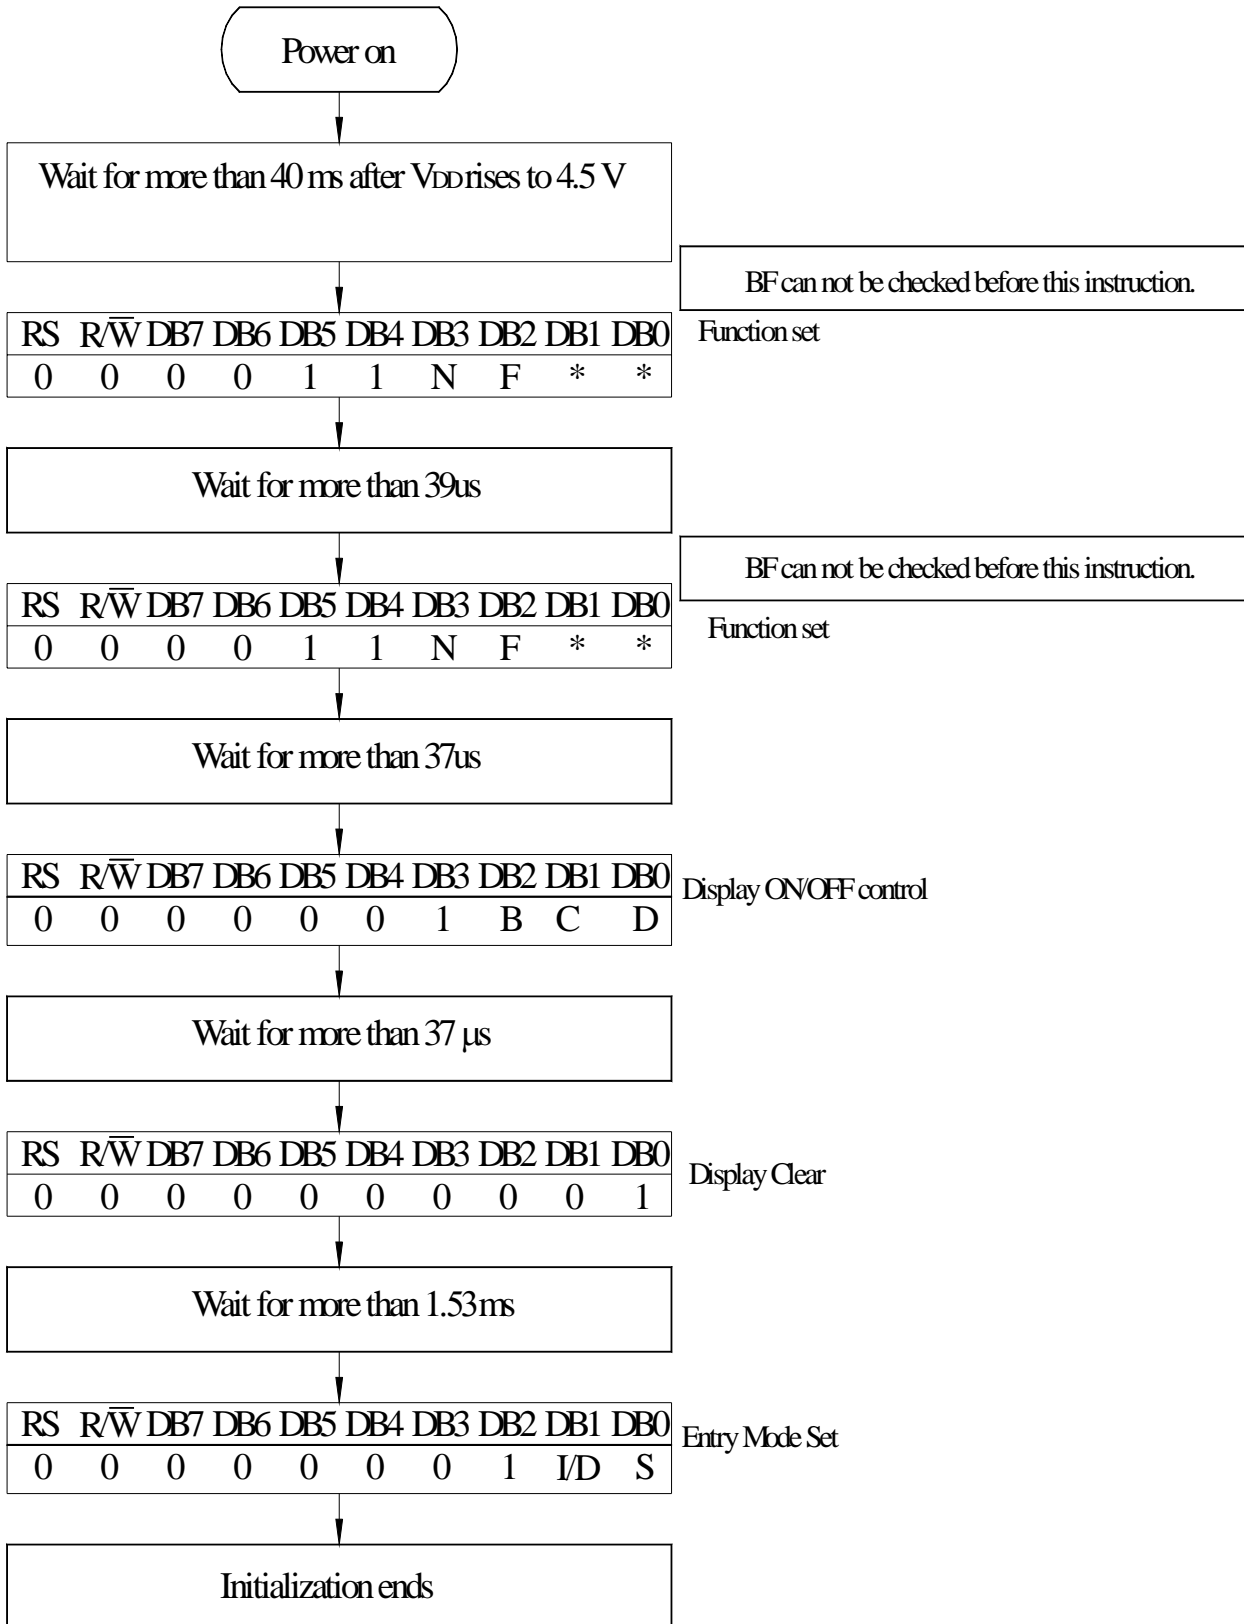 Power on
Wait for more than 40 ms after VDD rises to 4.5 V
BF can not be checked before this instruction.
RS R/W̅ DB7 DB6 DB5 DB4 DB3 DB2 DB1 DB0
Function set
0 0 0 0 1 1 N F * *
Wait for more than 39us
BF can not be checked before this instruction.
RS R/W̅ DB7 DB6 DB5 DB4 DB3 DB2 DB1 DB0
Function set
0 0 0 0 1 1 N F * *
Wait for more than 37us
RS R/W̅ DB7 DB6 DB5 DB4 DB3 DB2 DB1 DB0
Display ON/OFF control
0 0 0 0 0 0 1 B C D
Wait for more than 37 μs
RS R/W̅ DB7 DB6 DB5 DB4 DB3 DB2 DB1 DB0
Display Clear
0 0 0 0 0 0 0 0 0 1
Wait for more than 1.53ms
RS R/W̅ DB7 DB6 DB5 DB4 DB3 DB2 DB1 DB0
Entry Mode Set
0 0 0 0 0 0 0 1 I/D S
Initialization ends